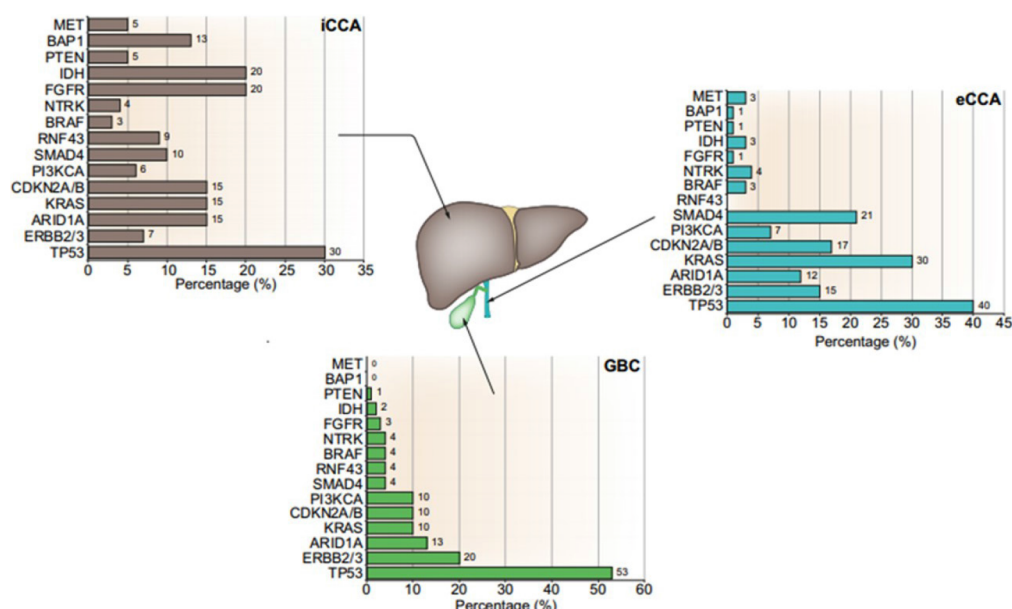 iCCA
MET 5
BAP1 13
PTEN 5
IDH 20
FGFR 20
NTRK 4
BRAF 3
RNF43 9
SMAD4 10
PI3KCA 6
CDKN2A/B 15
KRAS 15
ARID1A 15
ERBB2/3 7
TP53 30
0 5 10 15 20 25 30 35
Percentage (%)
eCCA
MET 3
BAP1 1
PTEN 1
IDH 3
FGFR 1
NTRK 4
BRAF 3
RNF43
SMAD4 21
PI3KCA 7
CDKN2A/B 17
KRAS 30
ARID1A 12
ERBB2/3 15
TP53 40
0 5 10 15 20 25 30 35 40 45
Percentage (%)
GBC
MET 0
BAP1 0
PTEN 1
IDH 2
FGFR 3
NTRK 4
BRAF 4
RNF43 4
SMAD4 4
PI3KCA 10
CDKN2A/B 10
KRAS 10
ARID1A 13
ERBB2/3 20
TP53 53
0 10 20 30 40 50 60
Percentage (%)